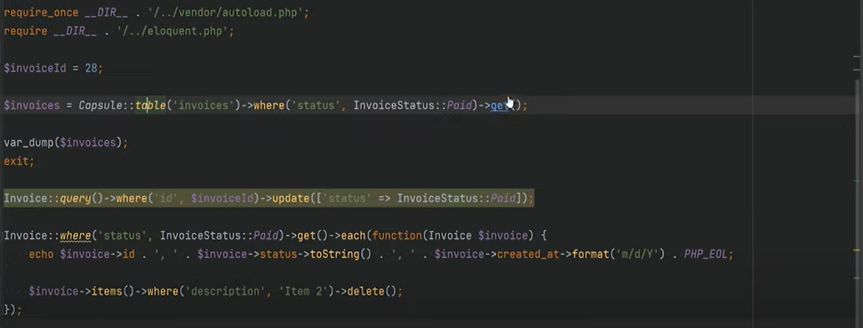 require_once __DIR__ . '/../vendor/autoload.php';
require __DIR__ . '/../eloquent.php';
$invoiceId = 28;
$invoices = Capsule::table('invoices')->where('status', InvoiceStatus::Paid)->get();
var_dump($invoices);
exit;
Invoice::query()->where('id', $invoiceId)->update(['status' => InvoiceStatus::Paid]);
Invoice::where('status', InvoiceStatus::Paid)->get()->each(function(Invoice $invoice) {
echo $invoice->id . ', ' . $invoice->status->toString() . ', ' . $invoice->created_at->format('m/d/Y') . PHP_EOL;
$invoice->items()->where('description', 'Item 2')->delete();
});